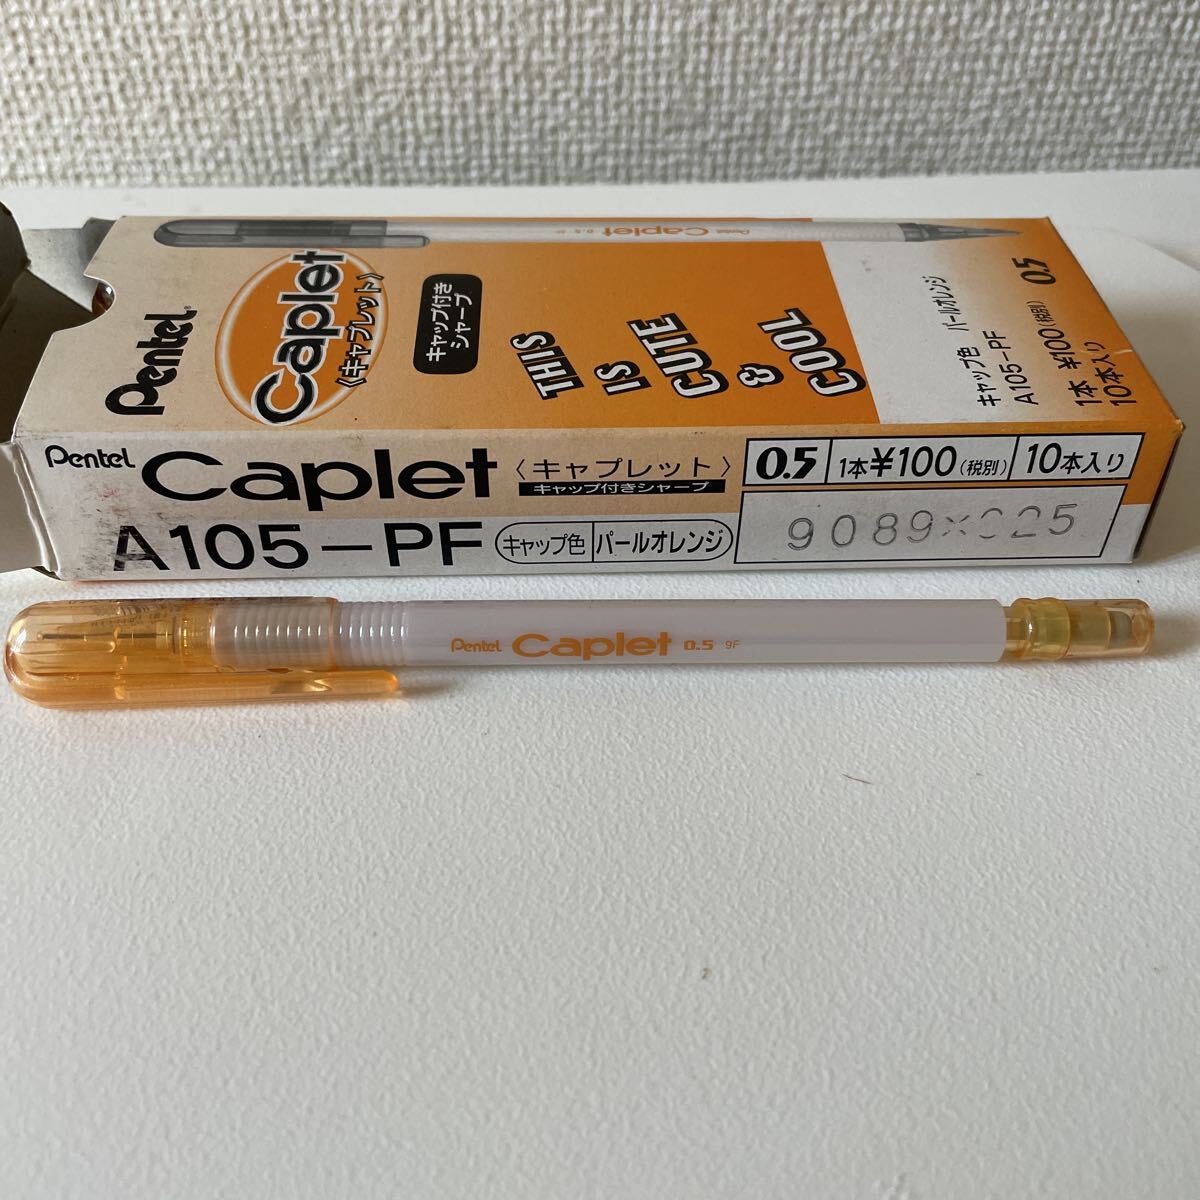 Pentel Caplet 0.5
Pentel
Caplet
〈キャプレット〉
キャップ付き
シャープ
THIS
IS
CUTE
&
COOL
キャップ色 パールオレンジ
A105-PF
1本 ¥100(税別) 0.5
10本入り
Pentel Caplet 〈キャプレット〉
キャップ付きシャープ
0.5 1本¥100(税別) 10本入り
A105-PF キャップ色 パールオレンジ
Pentel Caplet 0.5 9F